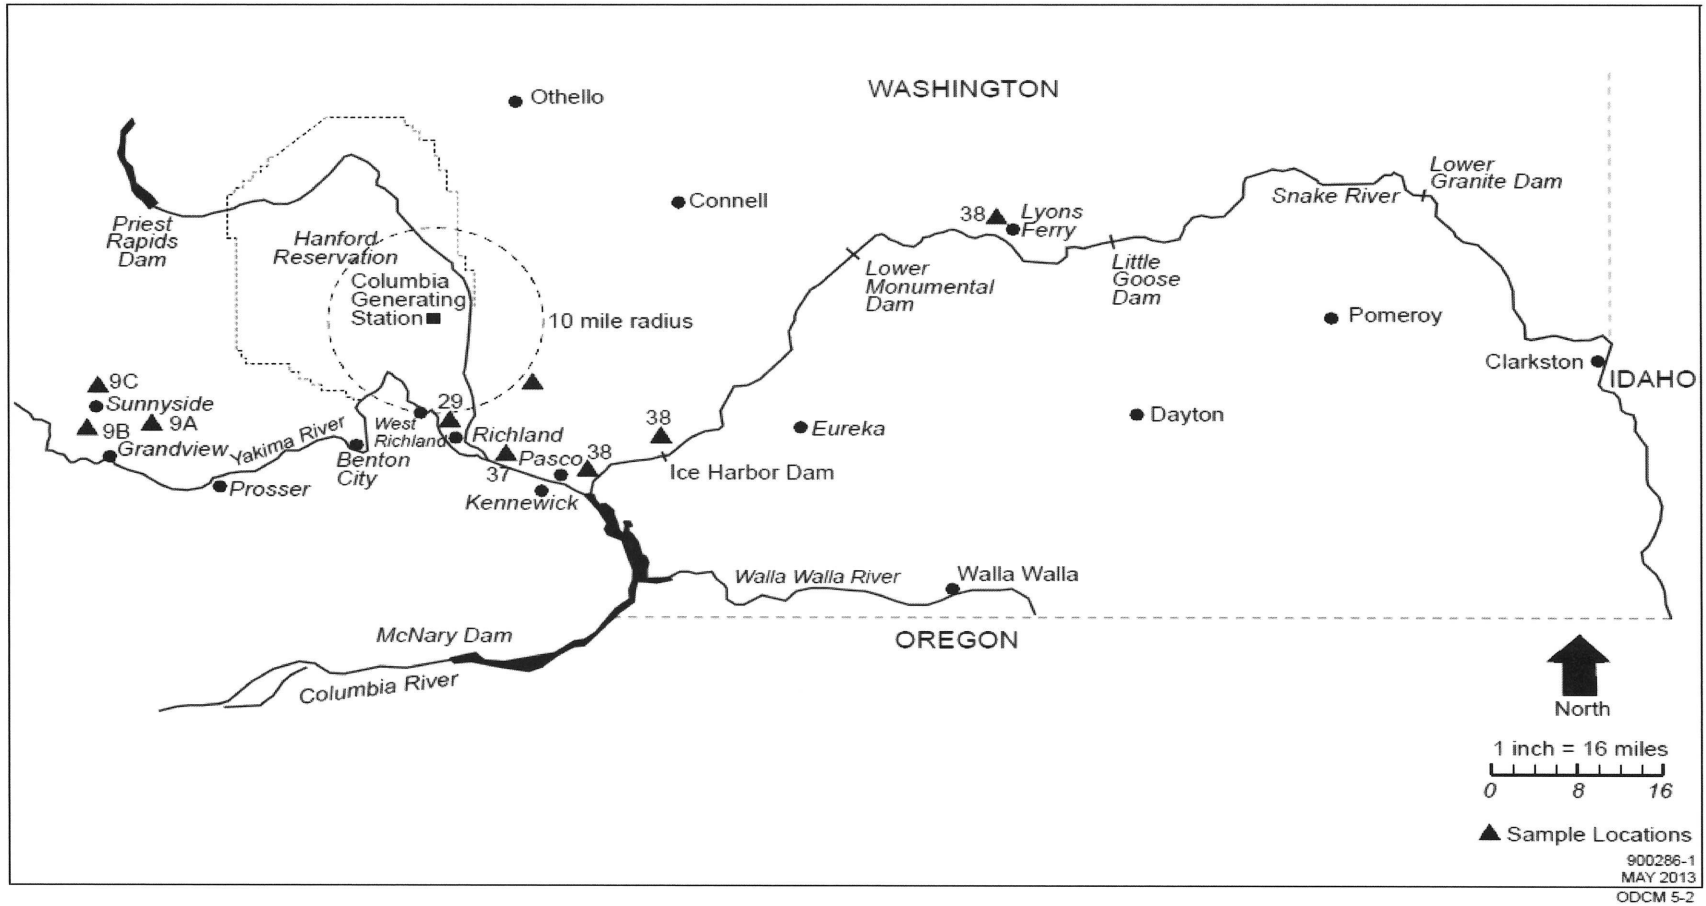 WASHINGTON
Othello
Connell
Lower
Granite Dam
Snake River
38
Lyons
Ferry
Priest
Rapids
Dam
Hanford
Reservation
Columbia
Generating
Station
10 mile radius
Lower
Monumental
Dam
Little
Goose
Dam
Pomeroy
Clarkston
IDAHO
9C
Sunnyside
9B
9A
Grandview
Yakima River
Prosser
Benton
City
West
Richland
29
Richland
37
Pasco
38
Kennewick
38
Ice Harbor Dam
Eureka
Dayton
Walla Walla River
Walla Walla
OREGON
McNary Dam
Columbia River
North
1 inch = 16 miles
0 8 16
Sample Locations
900286-1
MAY 2013
ODCM 5-2